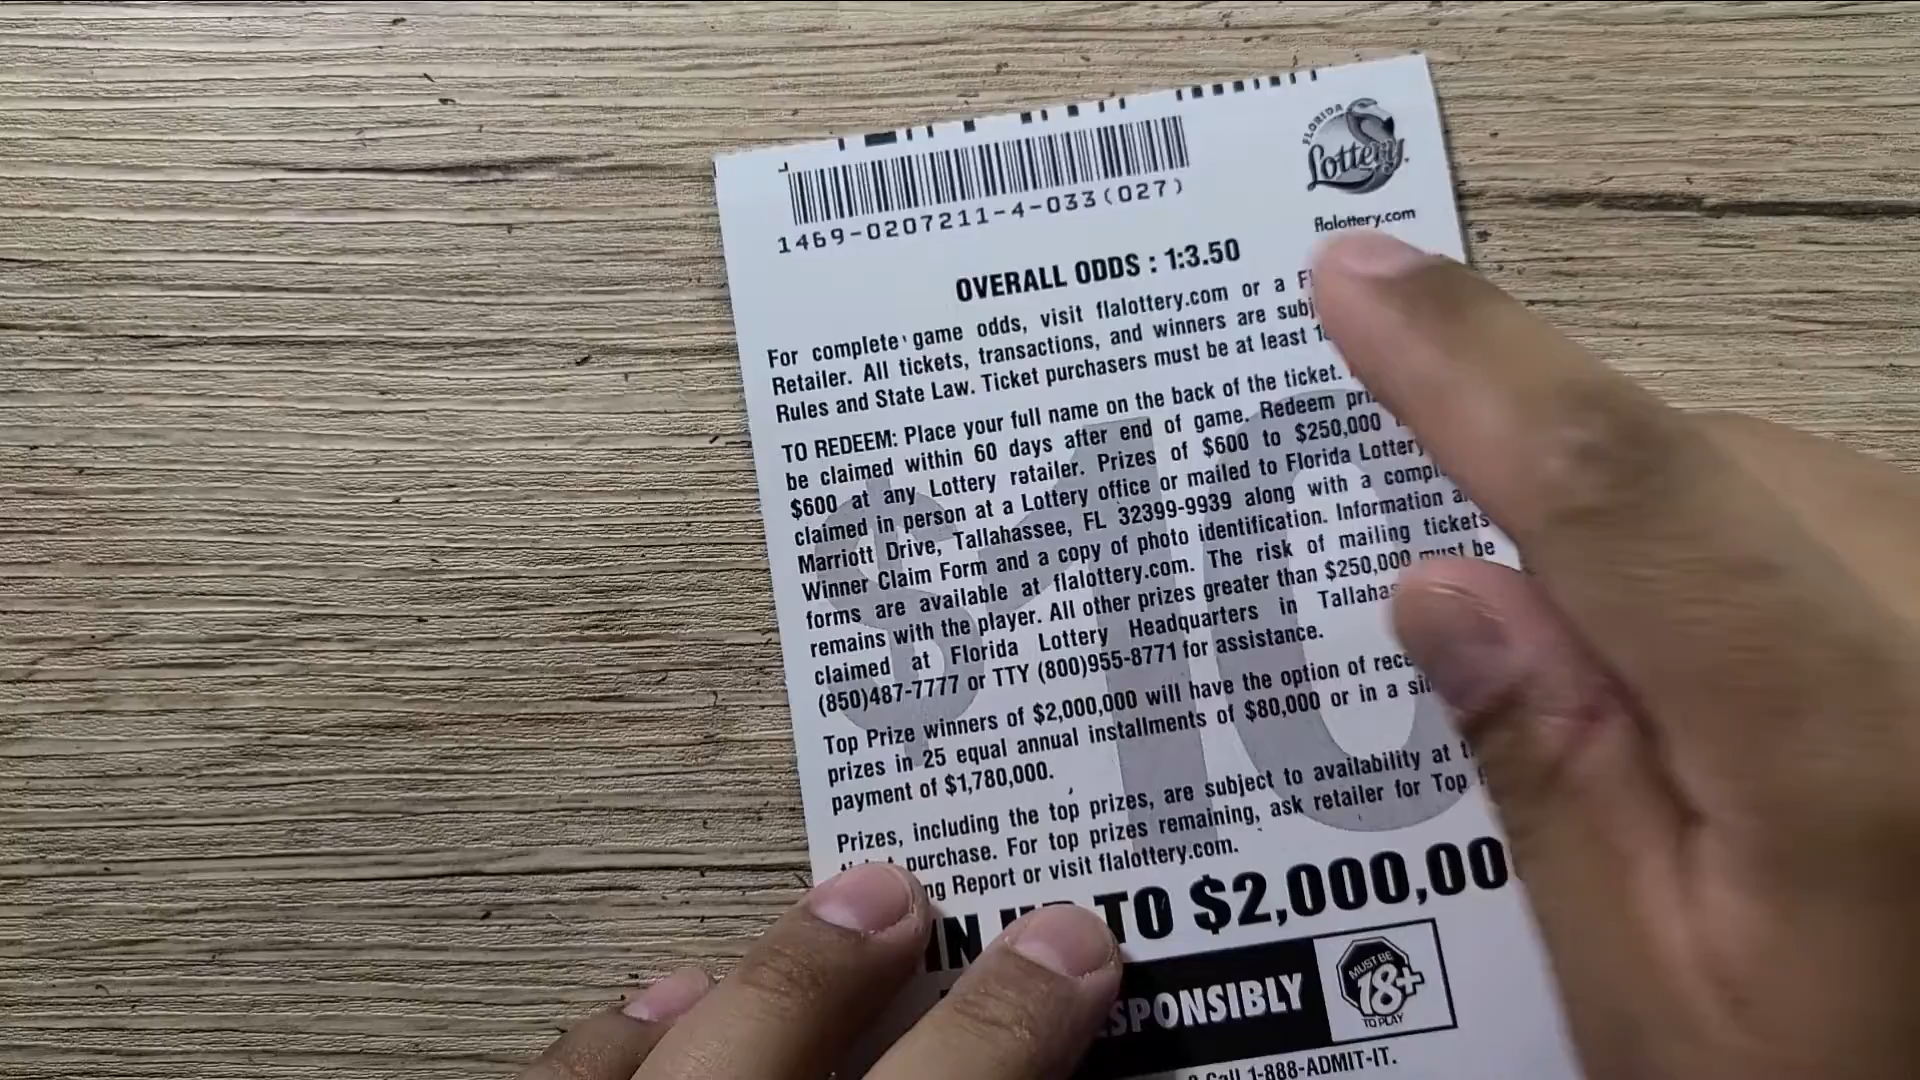 1469-0207211-4-033(027)
FLORIDA
Lottery
flalottery.com
OVERALL ODDS : 1:3.50
For complete game odds, visit flalottery.com or a
Retailer. All tickets, transactions, and winners are
Rules and State Law. Ticket purchasers must be at least
TO REDEEM: Place your full name on the back of the ticket.
be claimed within 60 days after end of game. Redeem
$600 at any Lottery retailer. Prizes of $600 to $250,000
claimed in person at a Lottery office or mailed to Florida Lottery
Marriott Drive, Tallahassee, FL 32399-9939 along with a
Winner Claim Form and a copy of photo identification. Information
forms are available at flalottery.com. The risk of mailing tickets
remains with the player. All other prizes greater than $250,000 must be
claimed at Florida Lottery Headquarters in
(850)487-7777 or TTY (800)955-8771 for assistance.
Top Prize winners of $2,000,000 will have the option of
prizes in 25 equal annual installments of $80,000 or in a
payment of $1,780,000.
Prizes, including the top prizes, are subject to availability at
purchase. For top prizes remaining, ask retailer for Top
Report or visit flalottery.com.
$10
TO $2,000,00
MUST BE
18+
TO PLAY
1-888-ADMIT-IT.